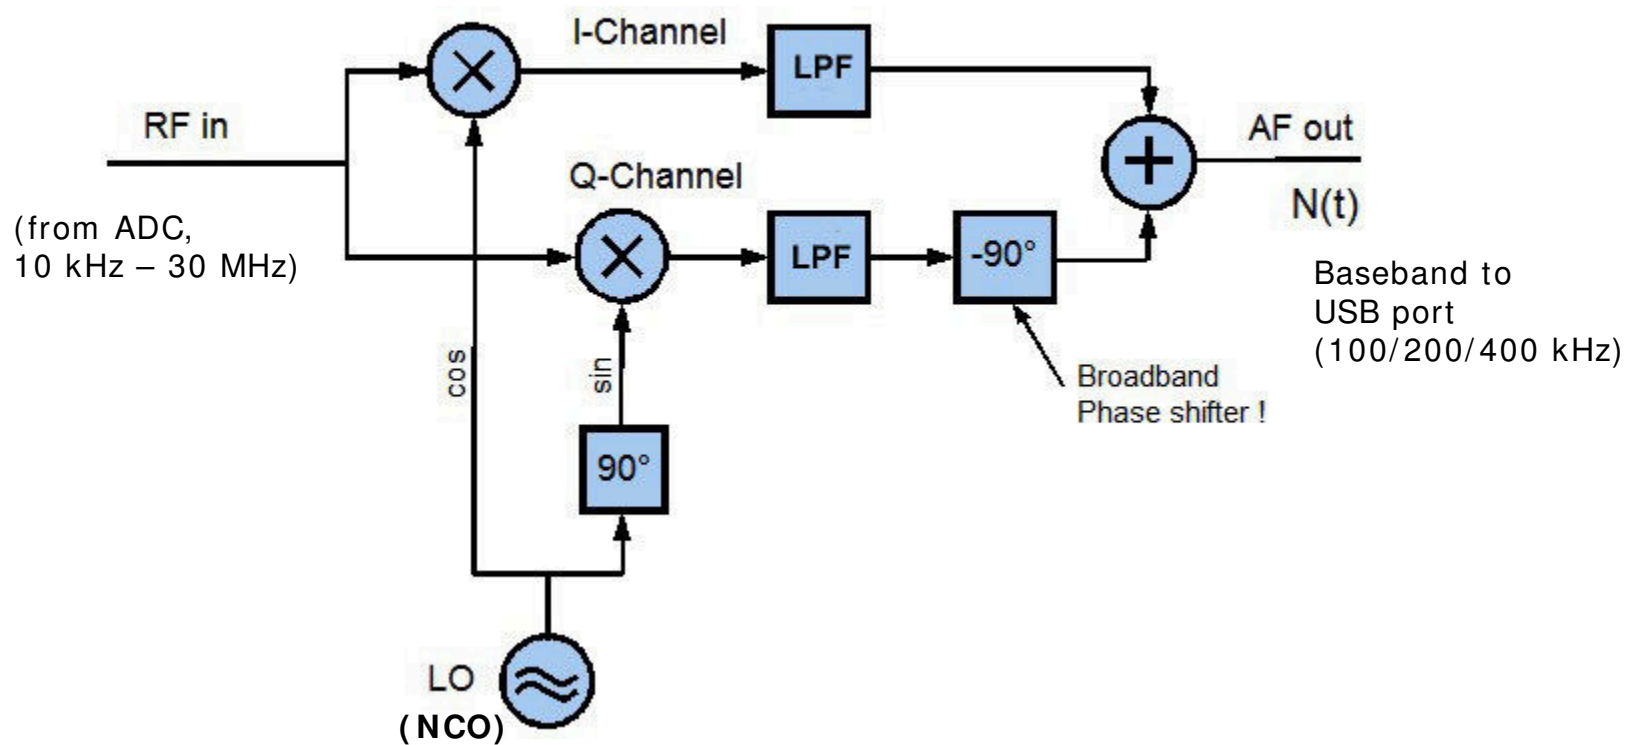 I-Channel
LPF
RF in
AF out
Q-Channel
N(t)
(from ADC,
10 kHz – 30 MHz)
LPF
-90°
Baseband to
USB port
(100/200/400 kHz)
cos
sin
Broadband
Phase shifter !
90°
LO
(NCO)